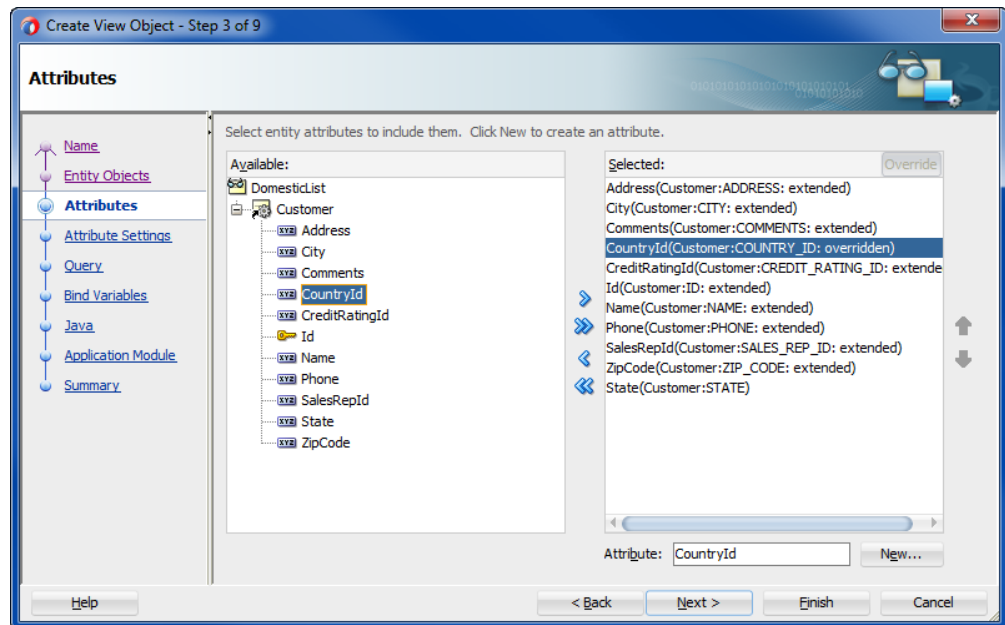 Create View Object - Step 3 of 9
Attributes
Name
Entity Objects
Attributes
Attribute Settings
Query
Bind Variables
Java
Application Module
Summary
Select entity attributes to include them. Click New to create an attribute.
Available:
DomesticList
Customer
Address
City
Comments
CountryId
CreditRatingId
Id
Name
Phone
SalesRepId
State
ZipCode
Selected:
Override
Address(Customer:ADDRESS: extended)
City(Customer:CITY: extended)
Comments(Customer:COMMENTS: extended)
CountryId(Customer:COUNTRY_ID: overridden)
CreditRatingId(Customer:CREDIT_RATING_ID: extende
Id(Customer:ID: extended)
Name(Customer:NAME: extended)
Phone(Customer:PHONE: extended)
SalesRepId(Customer:SALES_REP_ID: extended)
ZipCode(Customer:ZIP_CODE: extended)
State(Customer:STATE)
Attribute: CountryId New...
Help < Back Next > Finish Cancel